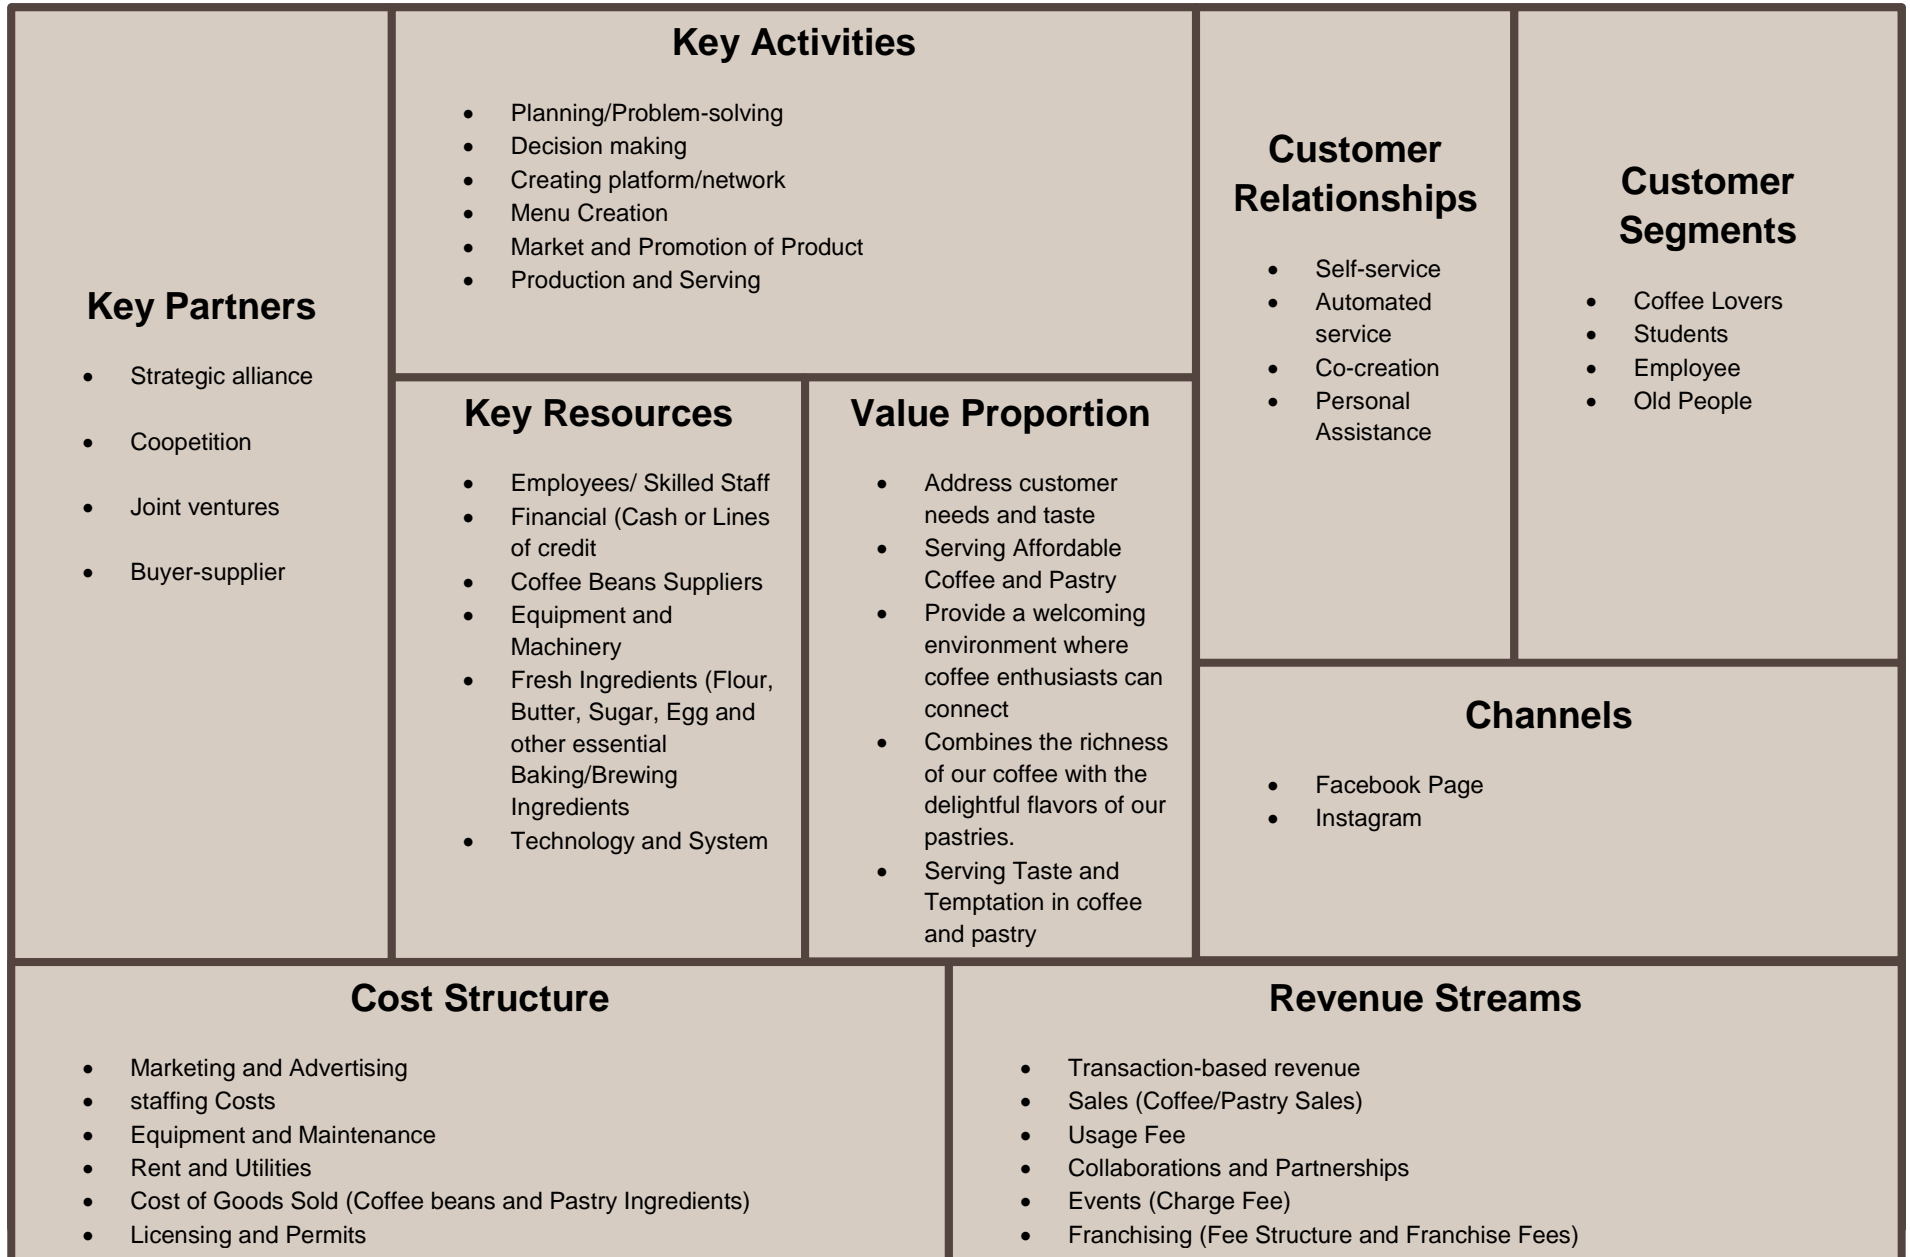 Key Partners
• Strategic alliance
• Coopetition
• Joint ventures
• Buyer-supplier
Key Activities
• Planning/Problem-solving
• Decision making
• Creating platform/network
• Menu Creation
• Market and Promotion of Product
• Production and Serving
Key Resources
• Employees/ Skilled Staff
• Financial (Cash or Lines
of credit
• Coffee Beans Suppliers
• Equipment and
Machinery
• Fresh Ingredients (Flour,
Butter, Sugar, Egg and
other essential
Baking/Brewing
Ingredients
• Technology and System
Value Proportion
• Address customer
needs and taste
• Serving Affordable
Coffee and Pastry
• Provide a welcoming
environment where
coffee enthusiasts can
connect
• Combines the richness
of our coffee with the
delightful flavors of our
pastries.
• Serving Taste and
Temptation in coffee
and pastry
Customer
Relationships
• Self-service
• Automated
service
• Co-creation
• Personal
Assistance
Customer
Segments
• Coffee Lovers
• Students
• Employee
• Old People
Channels
• Facebook Page
• Instagram
Cost Structure
• Marketing and Advertising
• staffing Costs
• Equipment and Maintenance
• Rent and Utilities
• Cost of Goods Sold (Coffee beans and Pastry Ingredients)
• Licensing and Permits
Revenue Streams
• Transaction-based revenue
• Sales (Coffee/Pastry Sales)
• Usage Fee
• Collaborations and Partnerships
• Events (Charge Fee)
• Franchising (Fee Structure and Franchise Fees)